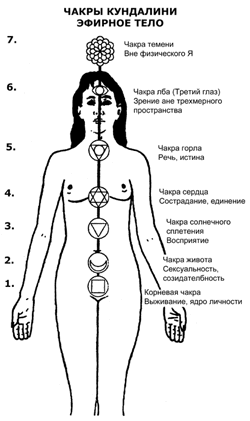 ЧАКРЫ КУНДАЛИНИ
ЭФИРНОЕ ТЕЛО
7.
Чакра темени
Вне физического Я
6.
Чакра лба (Третий глаз)
Зрение ане трехмерного
пространства
5.
Чакра горла
Речь, истина
4.
Чакра сердца
Сострадание, единение
3.
Чакра солнечного
сплетения
Восприятие
2.
Чакра живота
Сексуальность,
созидателбность
1.
Корневая чакра
Выживание, ядро личности